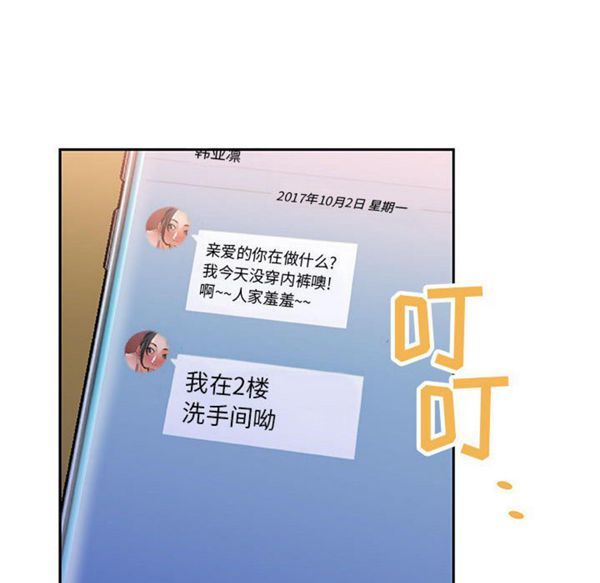 韩亚凛
2017年10月2日 星期一
亲爱的你在做什么?
我今天没穿内裤噢!
啊~~人家羞羞~~
我在2楼
洗手间呦
叮
叮